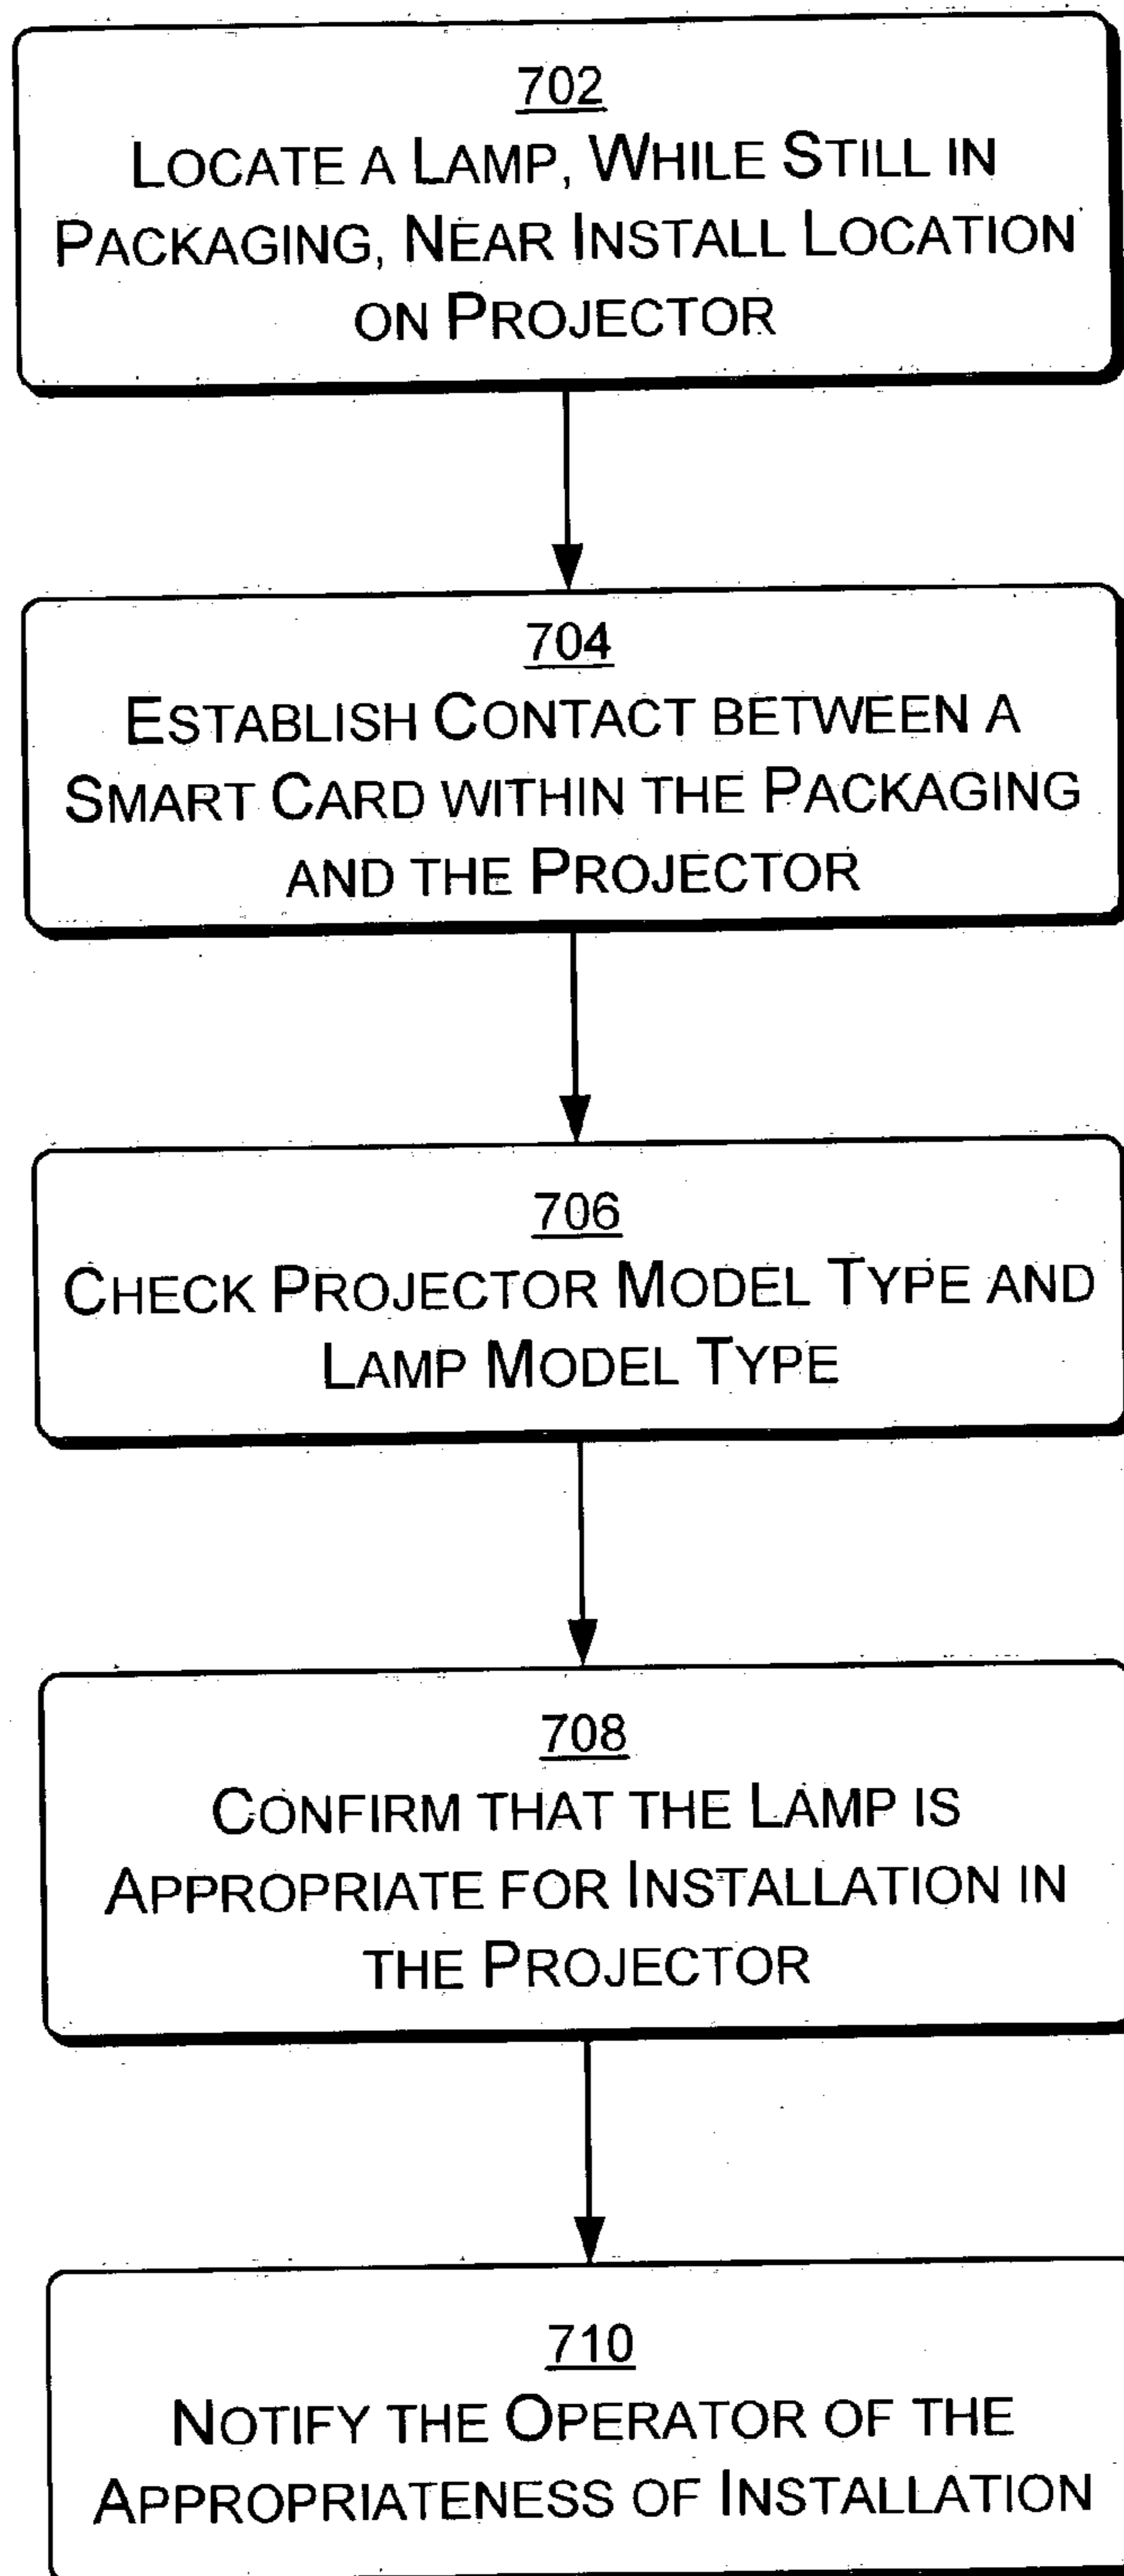 702
LOCATE A LAMP, WHILE STILL IN
PACKAGING, NEAR INSTALL LOCATION
ON PROJECTOR
704
ESTABLISH CONTACT BETWEEN A
SMART CARD WITHIN THE PACKAGING
AND THE PROJECTOR
706
CHECK PROJECTOR MODEL TYPE AND
LAMP MODEL TYPE
708
CONFIRM THAT THE LAMP IS
APPROPRIATE FOR INSTALLATION IN
THE PROJECTOR
710
NOTIFY THE OPERATOR OF THE
APPROPRIATENESS OF INSTALLATION